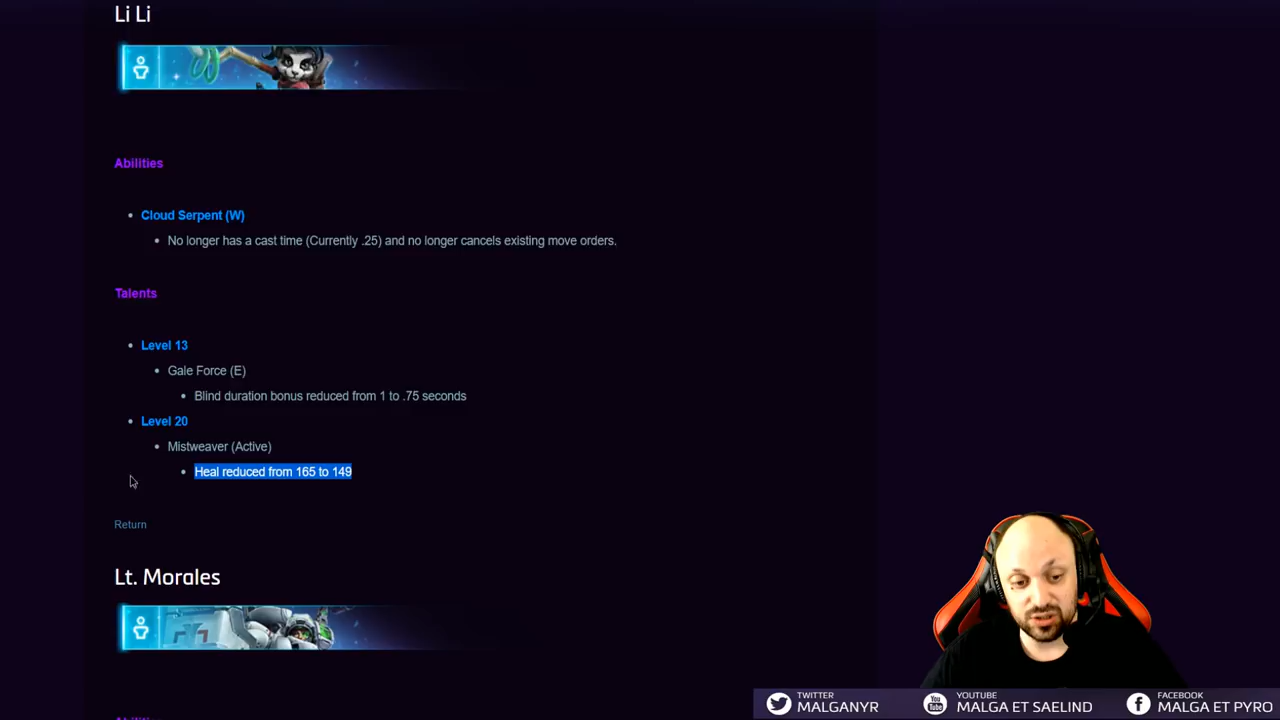 Li Li
Abilities
Cloud Serpent (W)
No longer has a cast time (Currently .25) and no longer cancels existing move orders.
Talents
Level 13
Gale Force (E)
Blind duration bonus reduced from 1 to .75 seconds
Level 20
Mistweaver (Active)
Heal reduced from 165 to 149
Return
Lt. Morales
TWITTER
MALGANYR
YOUTUBE
MALGA ET SAELIND
FACEBOOK
MALGA ET PYRO